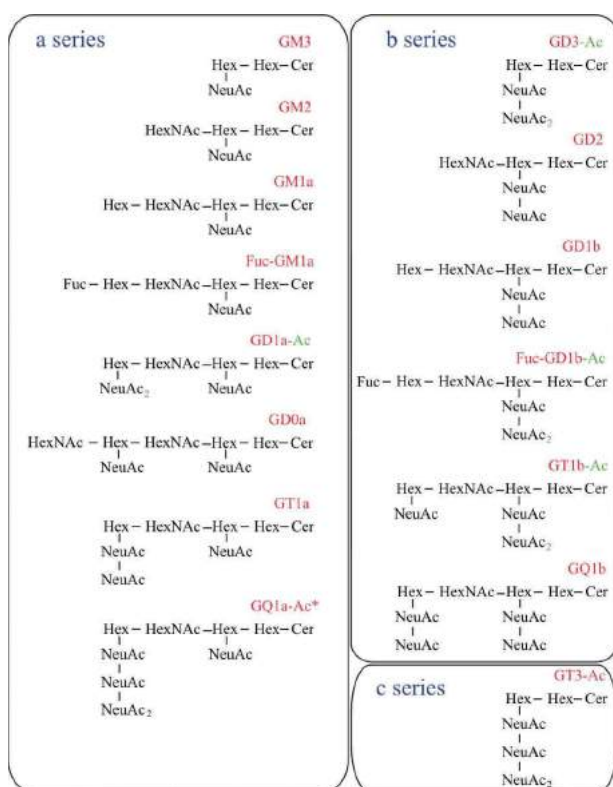 a series
GM3
Hex – Hex–Cer
NeuAc
GM2
HexNAc –Hex– Hex–Cer
NeuAc
GM1a
Hex – HexNAc –Hex – Hex–Cer
NeuAc
Fuc-GM1a
Fuc – Hex – HexNAc –Hex – Hex–Cer
NeuAc
GD1a-Ac
Hex – HexNAc –Hex – Hex–Cer
NeuAc₂ NeuAc
GD0a
HexNAc – Hex – HexNAc –Hex – Hex–Cer
NeuAc NeuAc
GT1a
Hex – HexNAc –Hex – Hex–Cer
NeuAc NeuAc
NeuAc
GQ1a-Ac*
Hex – HexNAc –Hex – Hex–Cer
NeuAc NeuAc
NeuAc
NeuAc₂
b series
GD3-Ac
Hex – Hex–Cer
NeuAc
NeuAc₂
GD2
HexNAc –Hex – Hex–Cer
NeuAc
NeuAc
GD1b
Hex – HexNAc–Hex – Hex–Cer
NeuAc
NeuAc
Fuc-GD1b-Ac
Fuc – Hex – HexNAc–Hex – Hex–Cer
NeuAc
NeuAc₂
GT1b-Ac
Hex – HexNAc–Hex – Hex–Cer
NeuAc NeuAc
NeuAc₂
GQ1b
Hex – HexNAc –Hex – Hex–Cer
NeuAc NeuAc
NeuAc NeuAc
c series
GT3-Ac
Hex – Hex–Cer
NeuAc
NeuAc
NeuAc₂